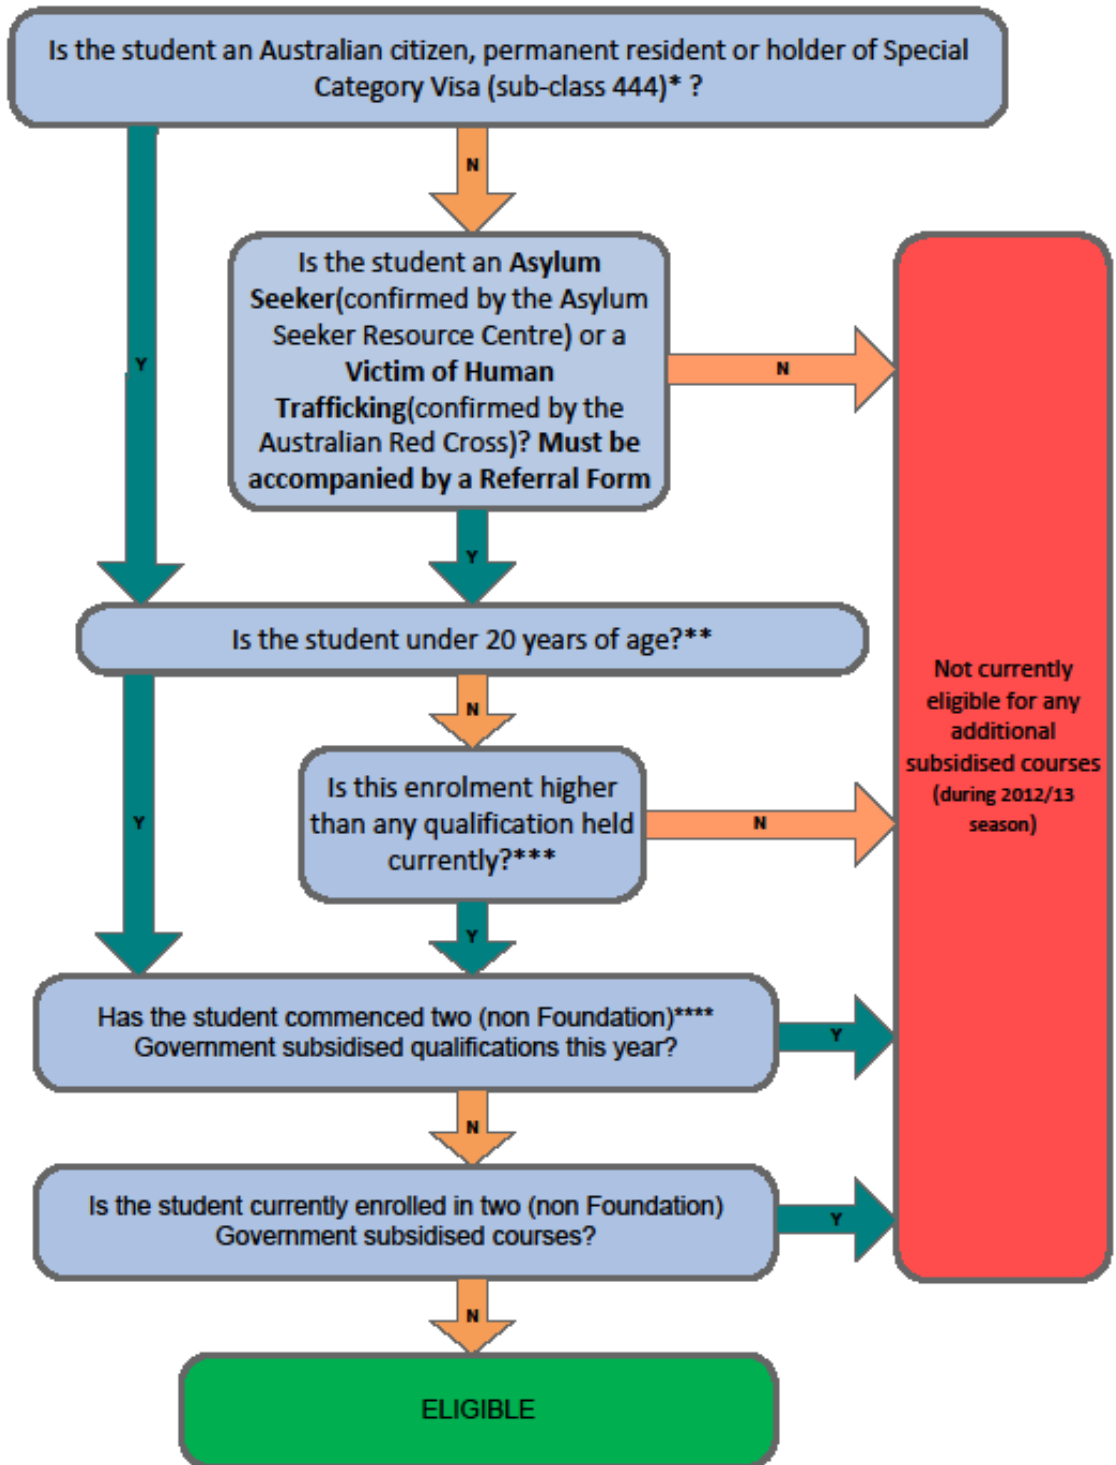 Is the student an Australian citizen, permanent resident or holder of Special
Category Visa (sub-class 444)* ?
N
Y
Is the student an Asylum
Seeker(confirmed by the Asylum
Seeker Resource Centre) or a
Victim of Human
Trafficking(confirmed by the
Australian Red Cross)? Must be
accompanied by a Referral Form
N
Y
Is the student under 20 years of age?**
N
Y
Is this enrolment higher
than any qualification held
currently?***
N
Y
Has the student commenced two (non Foundation)****
Government subsidised qualifications this year?
Y
N
Is the student currently enrolled in two (non Foundation)
Government subsidised courses?
Y
N
ELIGIBLE
Not currently
eligible for any
additional
subsidised courses
(during 2012/13
season)